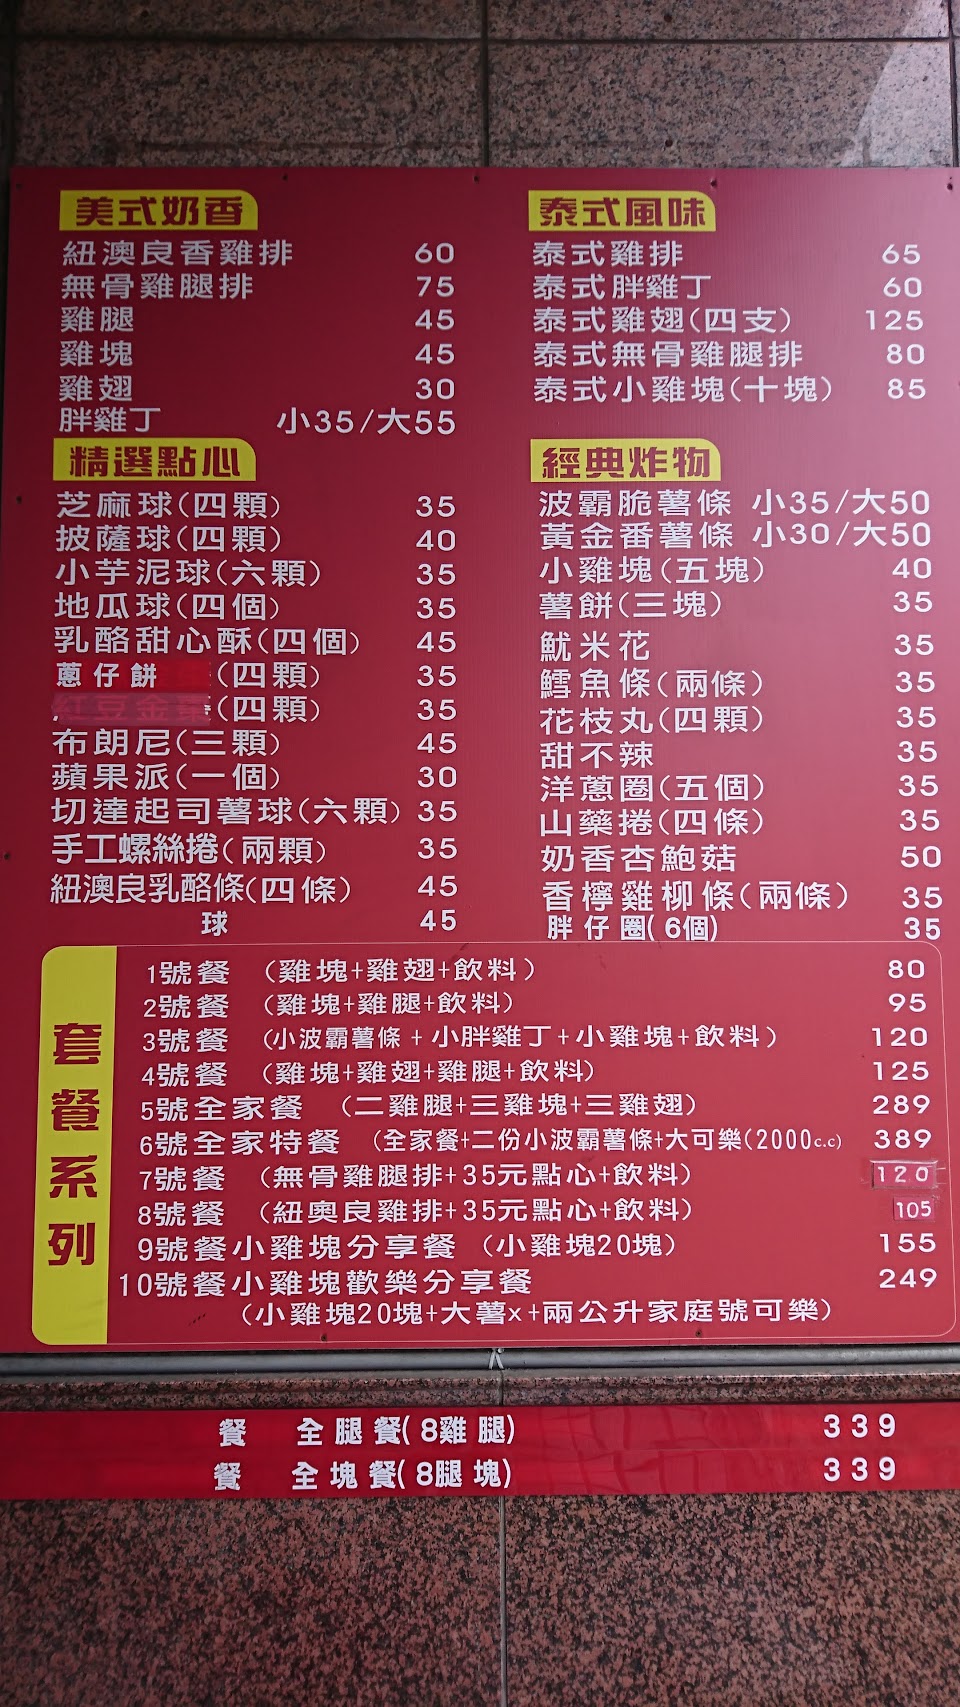 美式奶香
紐澳良香雞排 60
無骨雞腿排 75
雞腿 45
雞塊 45
雞翅 30
胖雞丁 小35/大55
精選點心
芝麻球(四顆) 35
披薩球(四顆) 40
小芋泥球(六顆) 35
地瓜球(四個) 35
乳酪甜心酥(四個) 45
蔥仔餅(四顆) 35
紅豆金棗(四顆) 35
布朗尼(三顆) 45
蘋果派(一個) 30
切達起司薯球(六顆) 35
手工螺絲捲(兩顆) 35
紐澳良乳酪條(四條) 45
球 45
泰式風味
泰式雞排 65
泰式胖雞丁 60
泰式雞翅(四支) 125
泰式無骨雞腿排 80
泰式小雞塊(十塊) 85
經典炸物
波霸脆薯條 小35/大50
黃金番薯條 小30/大50
小雞塊(五塊) 40
薯餅(三塊) 35
魷米花 35
鱈魚條(兩條) 35
花枝丸(四顆) 35
甜不辣 35
洋蔥圈(五個) 35
山藥捲(四條) 35
奶香杏鮑菇 50
香檸雞柳條(兩條) 35
胖仔圈(6個) 35
套餐系列
1號餐 (雞塊+雞翅+飲料) 80
2號餐 (雞塊+雞腿+飲料) 95
3號餐 (小波霸薯條+小胖雞丁+小雞塊+飲料) 120
4號餐 (雞塊+雞翅+雞腿+飲料) 125
5號全家餐 (二雞腿+三雞塊+三雞翅) 289
6號全家特餐 (全家餐+二份小波霸薯條+大可樂(2000c.c) 389
7號餐 (無骨雞腿排+35元點心+飲料) 120
8號餐 (紐奧良雞排+35元點心+飲料) 105
9號餐小雞塊分享餐 (小雞塊20塊) 155
10號餐小雞塊歡樂分享餐 249
(小雞塊20塊+大薯x+兩公升家庭號可樂)
餐 全腿餐(8雞腿) 339
餐 全塊餐(8腿塊) 339